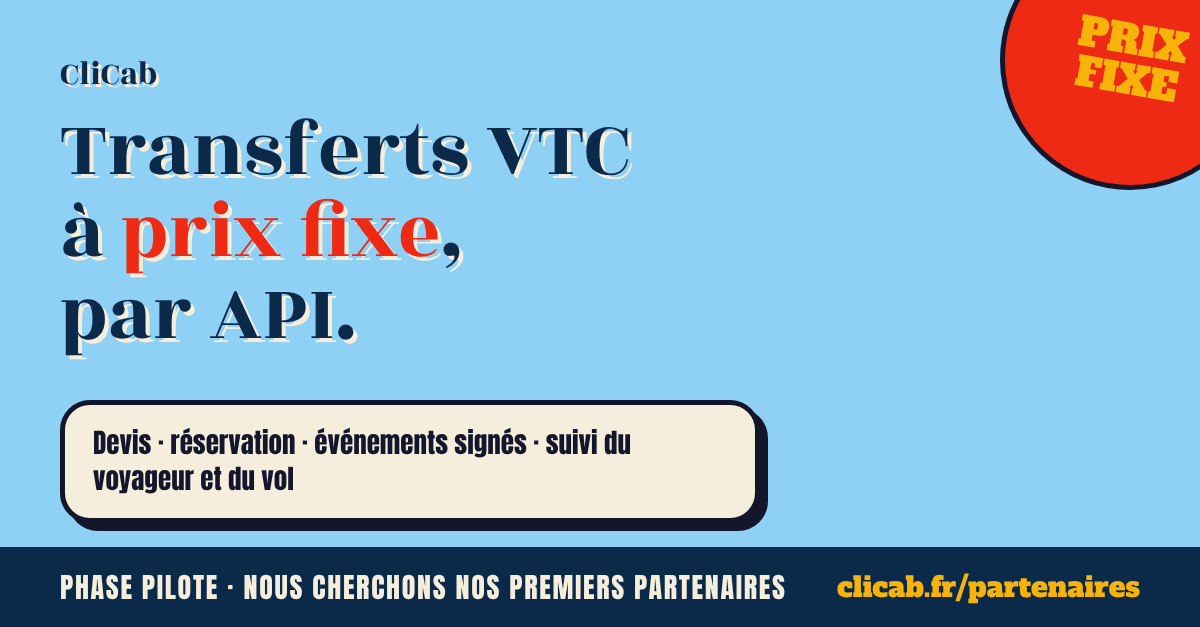 CliCab
PRIX
FIXE
Transferts VTC
à prix fixe,
par API.
Devis · réservation · événements signés · suivi du
voyageur et du vol
PHASE PILOTE · NOUS CHERCHONS NOS PREMIERS PARTENAIRES
clicab.fr/partenaires